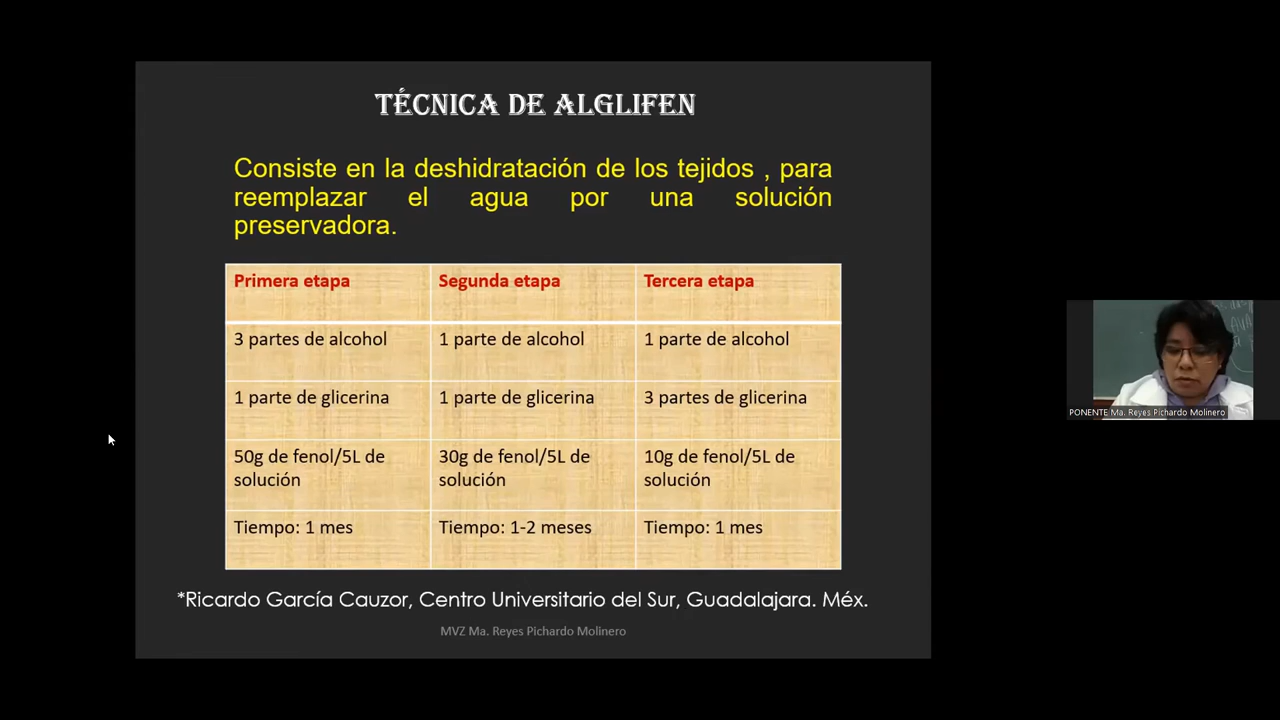 TÉCNICA DE ALGLIFEN
Consiste en la deshidratación de los tejidos , para
reemplazar el agua por una solución
preservadora.
Primera etapa Segunda etapa Tercera etapa
3 partes de alcohol 1 parte de alcohol 1 parte de alcohol
1 parte de glicerina 1 parte de glicerina 3 partes de glicerina
50g de fenol/5L de 30g de fenol/5L de 10g de fenol/5L de
solución solución solución
Tiempo: 1 mes Tiempo: 1-2 meses Tiempo: 1 mes
*Ricardo García Cauzor, Centro Universitario del Sur, Guadalajara. Méx.
MVZ Ma. Reyes Pichardo Molinero
PONENTE Ma. Reyes Pichardo Molinero